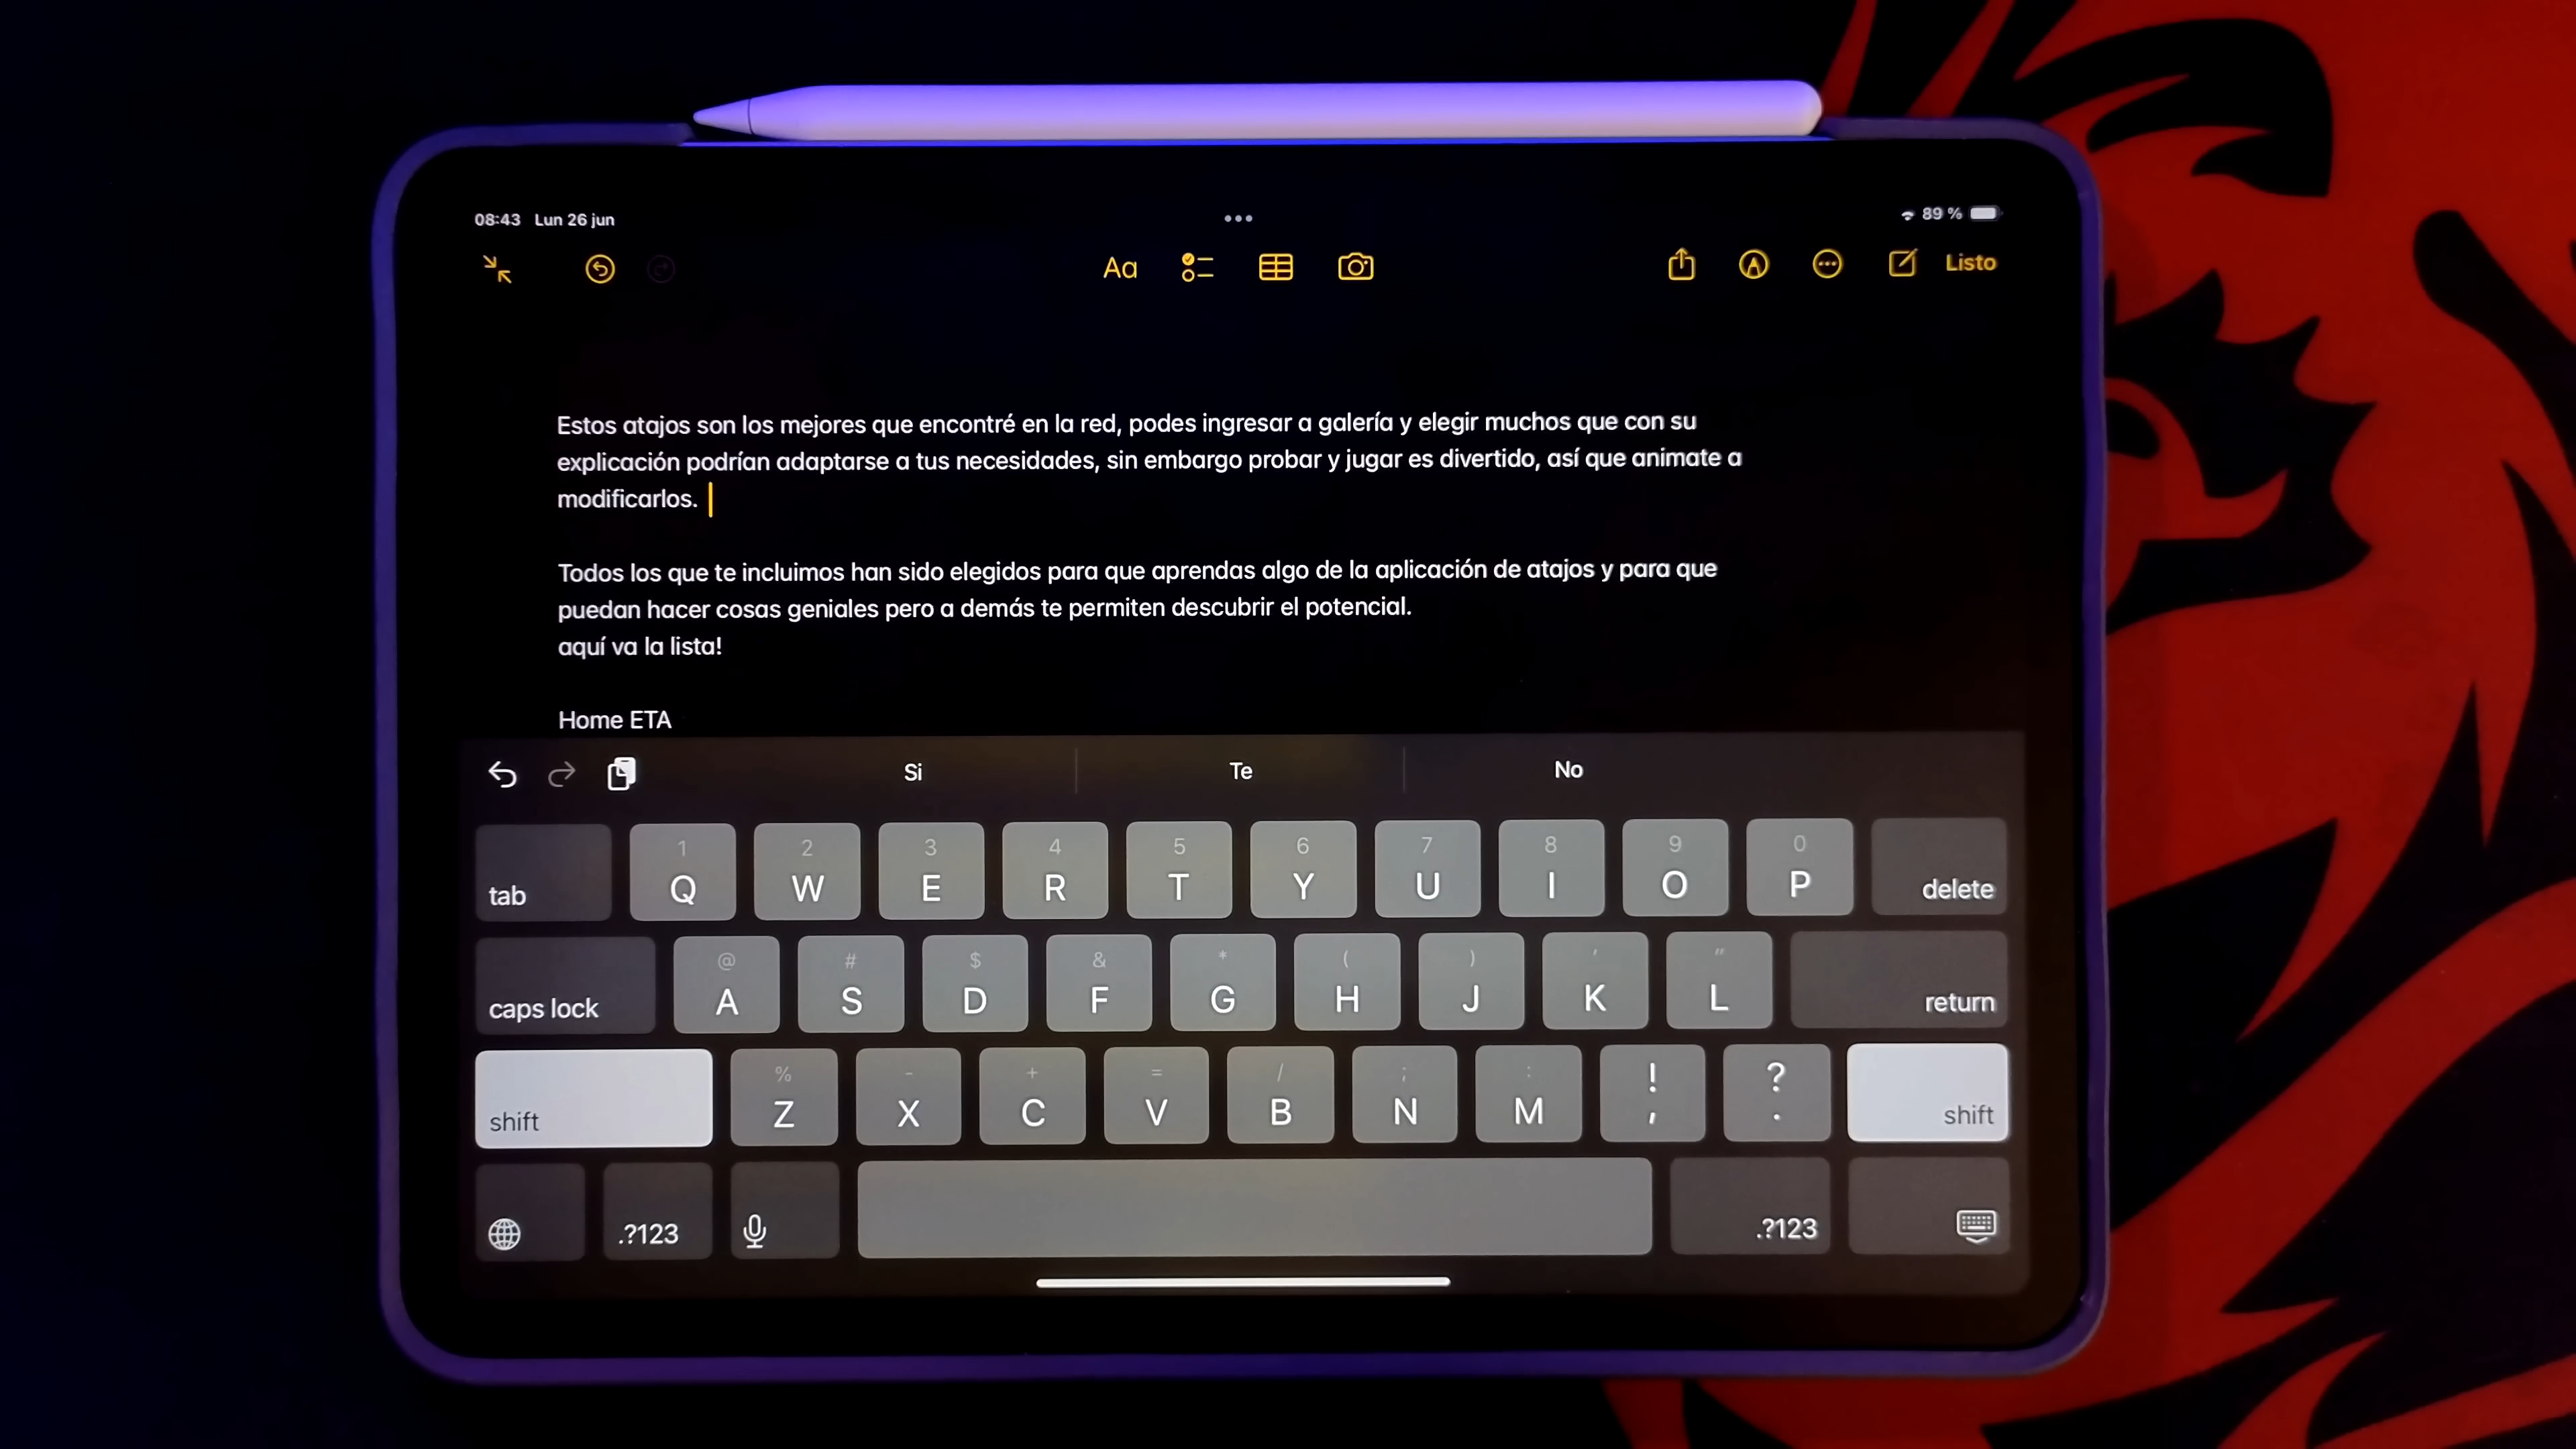 08:43 Lun 26 jun
89 %
Aa
Listo
Estos atajos son los mejores que encontré en la red, podes ingresar a galería y elegir muchos que con su
explicación podrían adaptarse a tus necesidades, sin embargo probar y jugar es divertido, así que animate a
modificarlos.
Todos los que te incluimos han sido elegidos para que aprendas algo de la aplicación de atajos y para que
puedan hacer cosas geniales pero a demás te permiten descubrir el potencial.
aquí va la lista!
Home ETA
Si Te No
1 2 3 4 5 6 7 8 9 0
tab Q W E R T Y U I O P delete
@ # $ & * ( ) ' "
caps lock A S D F G H J K L return
% - + = / ; : ! ?
shift Z X C V B N M , . shift
.?123 .?123